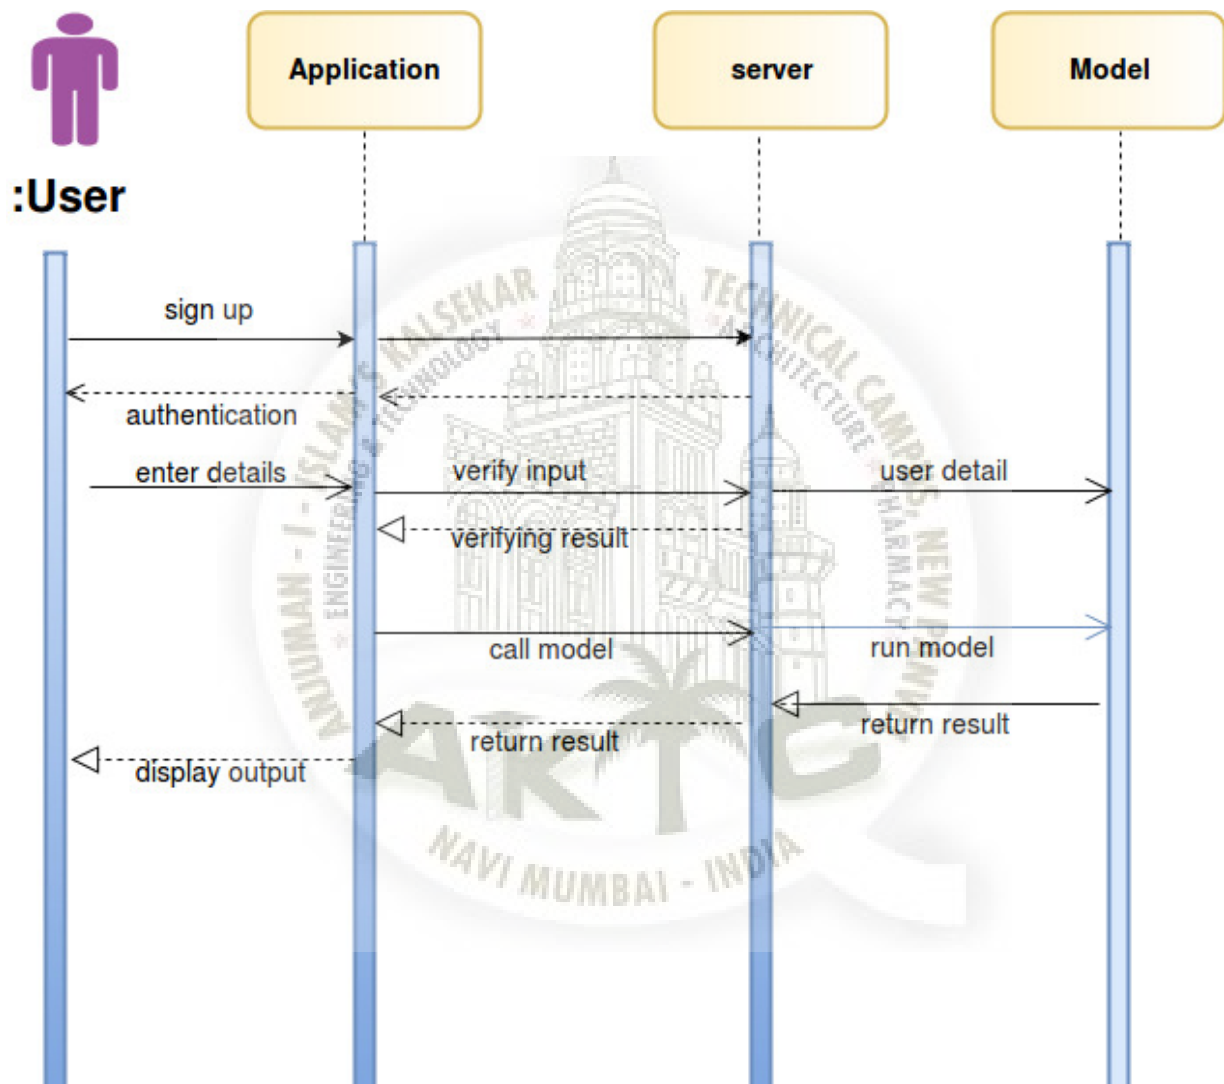 Application
server
Model
:User
sign up
authentication
enter details
verify input
user detail
verifying result
call model
run model
return result
return result
display output
ANJUMAN - I - ISLAM'S KALSEKAR TECHNICAL CAMPUS, NEW PANVEL
ENGINEERING & TECHNOLOGY * ARCHITECTURE * PHARMACY
AKTC
NAVI MUMBAI - INDIA